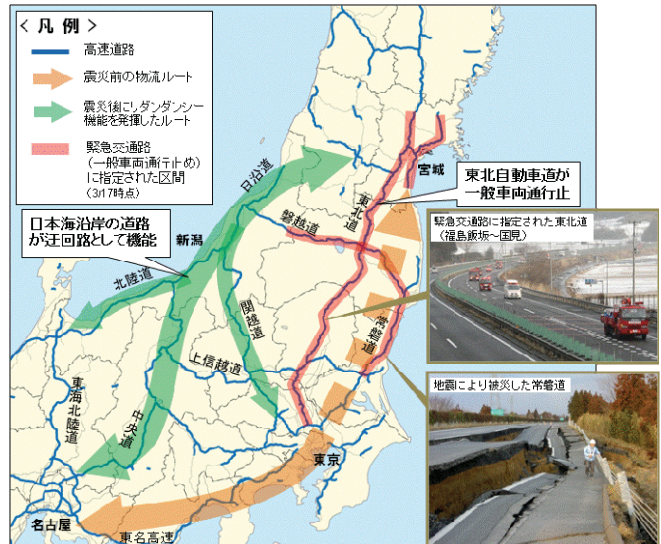 < 凡 例 >
高速道路
震災前の物流ルート
震災後にリダンダンシー
機能を発揮したルート
緊急交通路
(一般車両通行止め)
に指定された区間
(3/17時点)
日本海沿岸の道路
が迂回路として機能
新潟
日沿道
磐越道
東北道
宮城
東北自動車道が
一般車両通行止
緊急交通路に指定された東北道
(福島飯坂~国見)
北陸道
関越道
上信越道
常磐道
東海北陸道
中央道
東京
名古屋
東名高速
地震により被災した常磐道